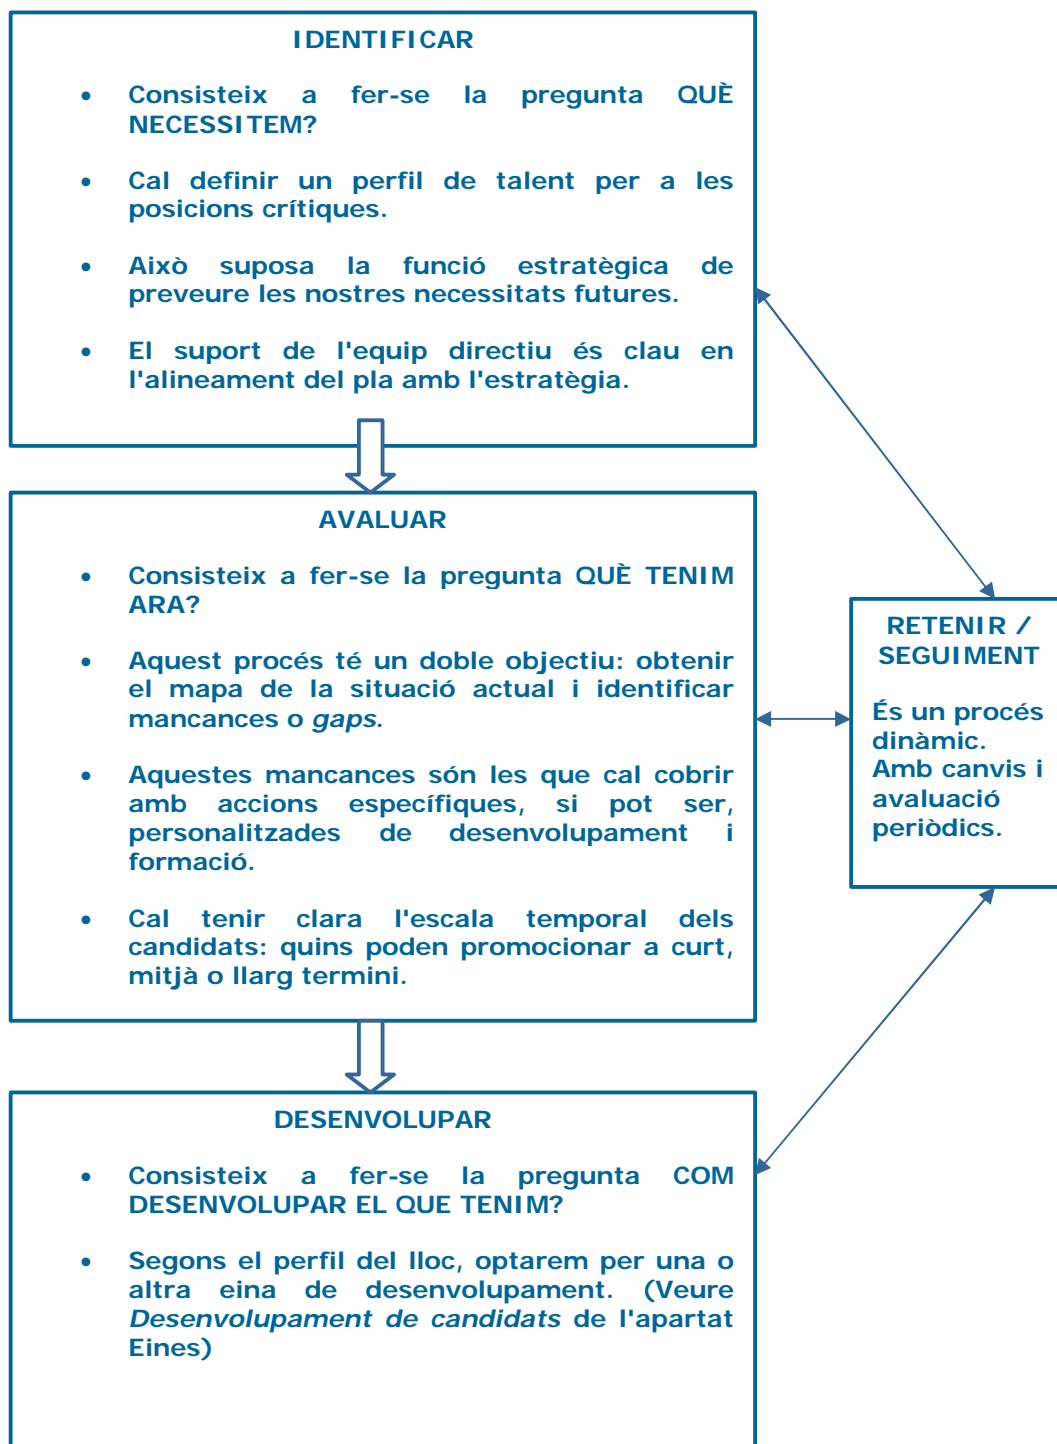 IDENTIFICAR
• Consisteix a fer-se la pregunta QUÈ
NECESSITEM?
• Cal definir un perfil de talent per a les
posicions crítiques.
• Això suposa la funció estratègica de
preveure les nostres necessitats futures.
• El suport de l'equip directiu és clau en
l'alineament del pla amb l'estratègia.
AVALUAR
• Consisteix a fer-se la pregunta QUÈ TENIM
ARA?
• Aquest procés té un doble objectiu: obtenir
el mapa de la situació actual i identificar
mancances o gaps.
• Aquestes mancances són les que cal cobrir
amb accions específiques, si pot ser,
personalitzades de desenvolupament i
formació.
• Cal tenir clara l'escala temporal dels
candidats: quins poden promocionar a curt,
mitjà o llarg termini.
RETENIR /
SEGUIMENT
És un procés
dinàmic.
Amb canvis i
avaluació
periòdics.
DESENVOLUPAR
• Consisteix a fer-se la pregunta COM
DESENVOLUPAR EL QUE TENIM?
• Segons el perfil del lloc, optarem per una o
altra eina de desenvolupament. (Veure
Desenvolupament de candidats de l'apartat
Eines)